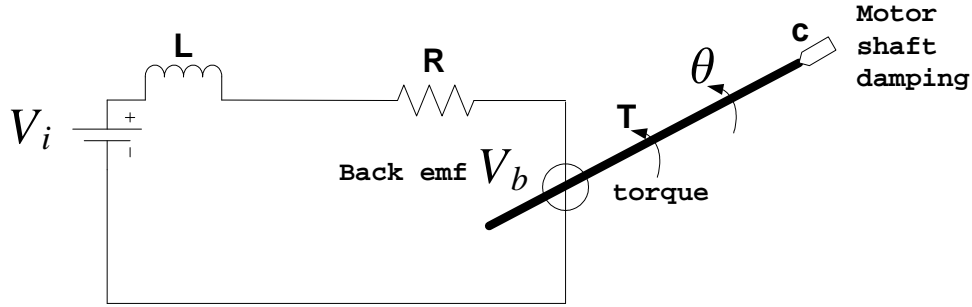 Motor
shaft
damping
c
L
R
θ
T
V_i
+
−
Back emf V_b
torque